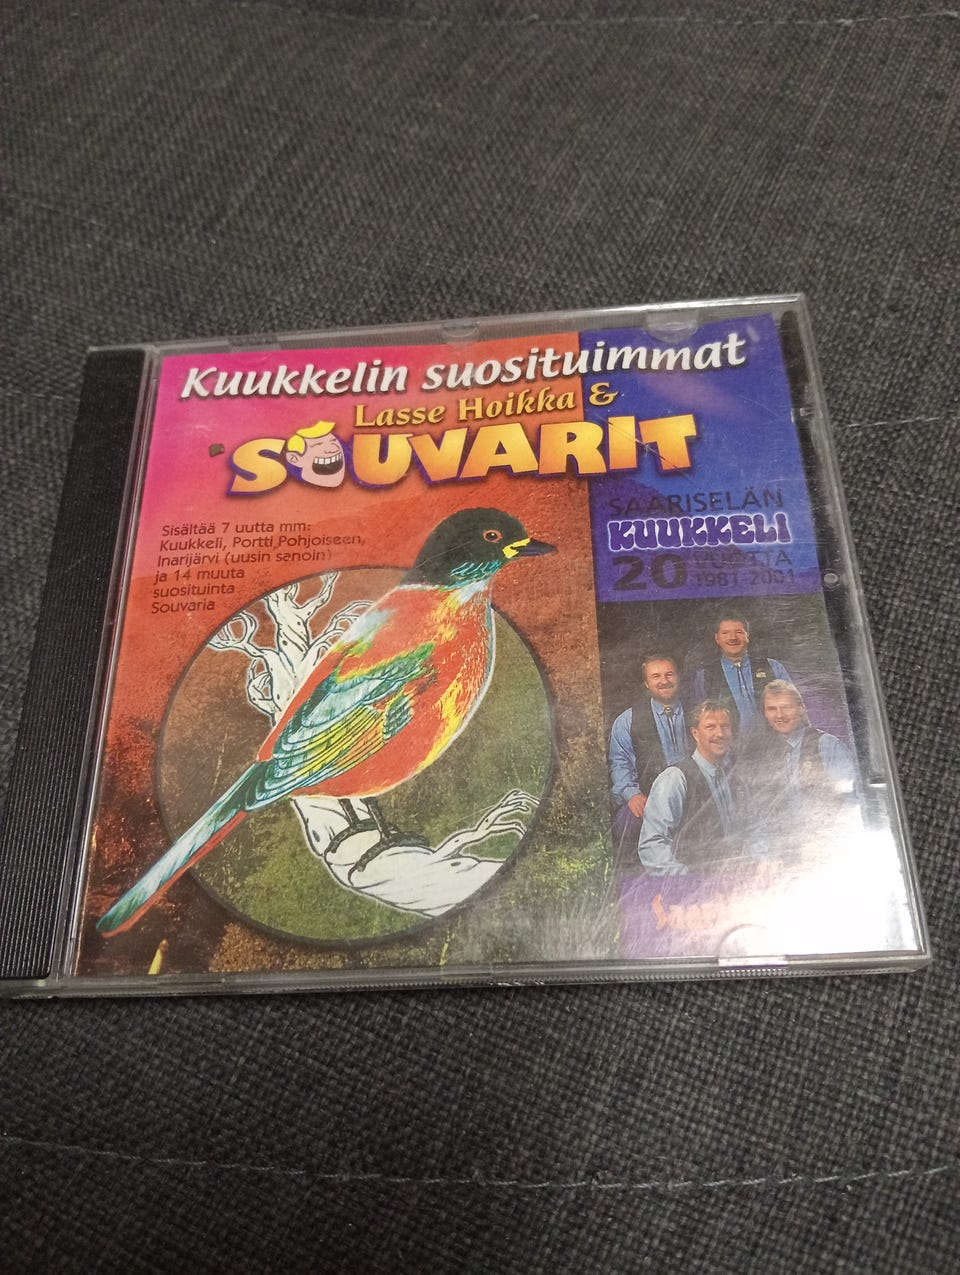 Kuukkelin suosituimmat
Lasse Hoikka &
SOUVARIT
Sisältää 7 uutta mm:
Kuukkeli, Portti Pohjoiseen,
Inarijärvi (uusin sanoin)
ja 14 muuta
suosituinta
Souvaria
SAARISELÄN
KUUKKELI
20 VUOTTA
1981-2001